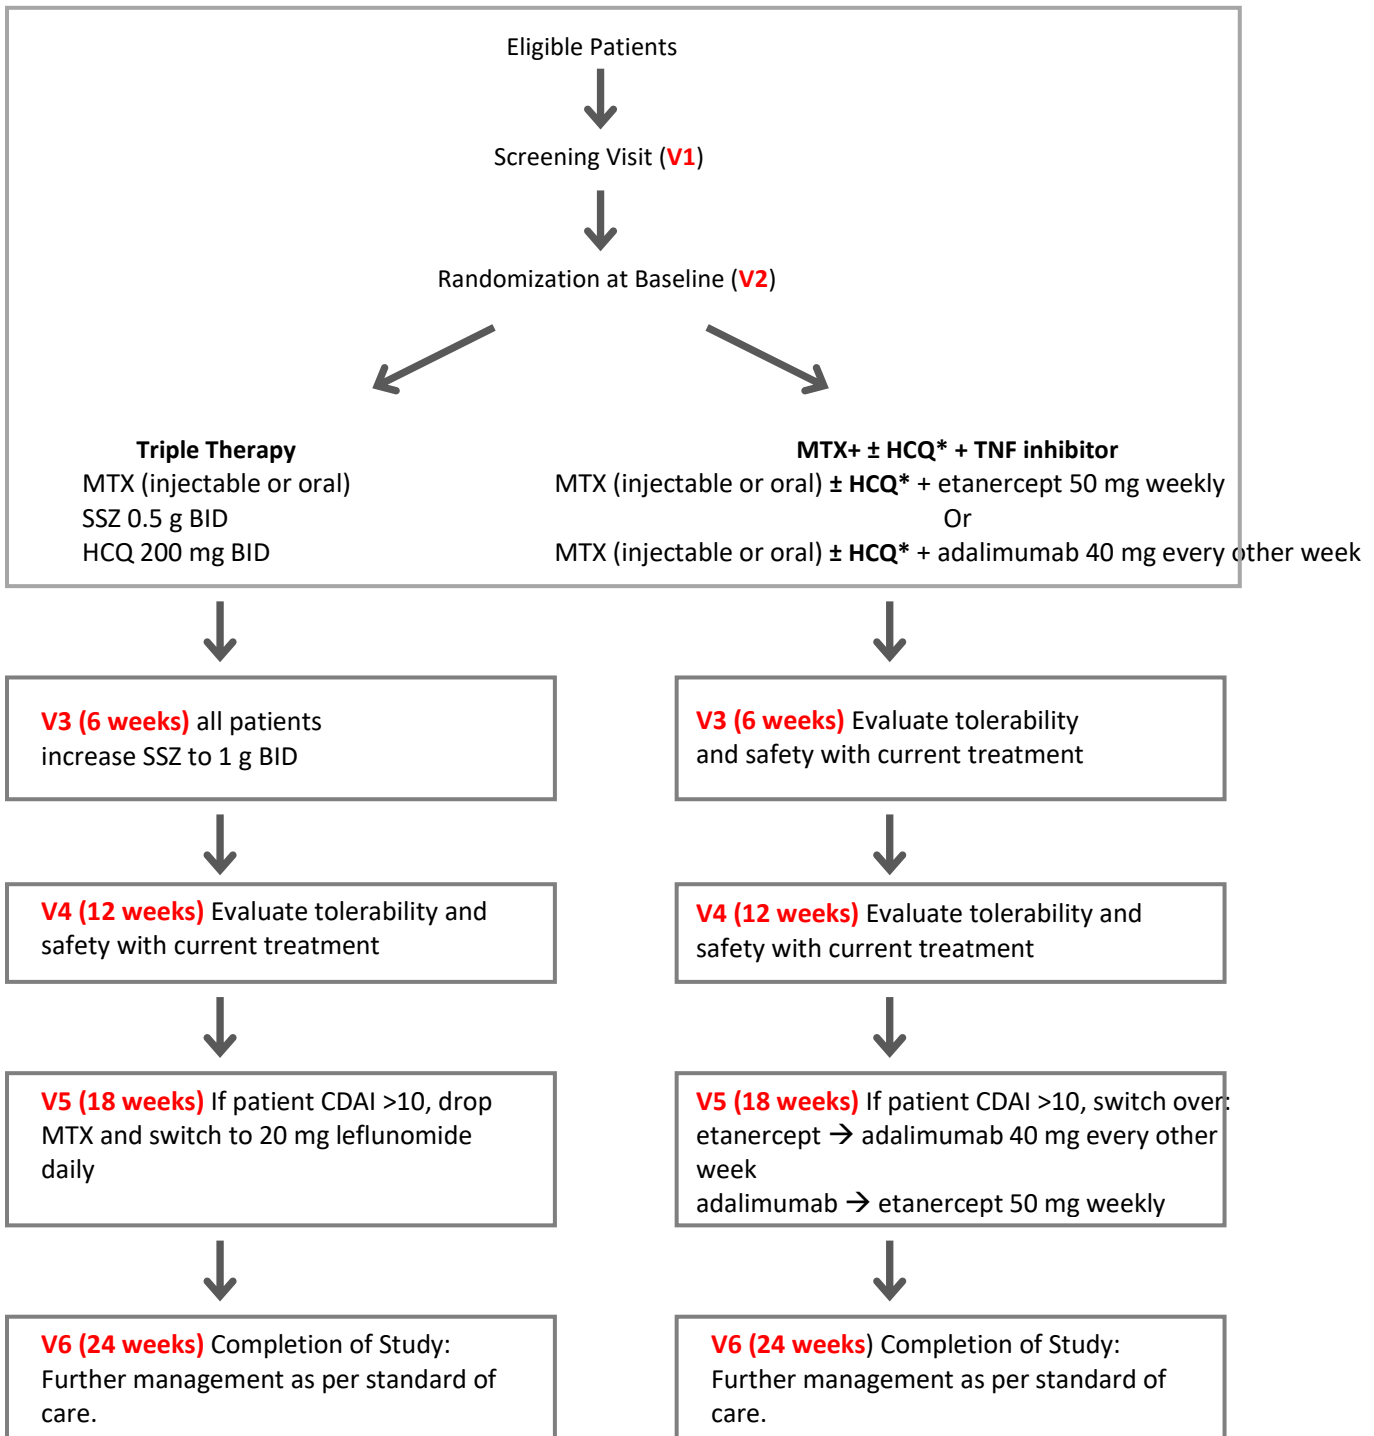 Eligible Patients
Screening Visit (V1)
Randomization at Baseline (V2)
Triple Therapy
MTX (injectable or oral)
SSZ 0.5 g BID
HCQ 200 mg BID
MTX+ ± HCQ* + TNF inhibitor
MTX (injectable or oral) ± HCQ* + etanercept 50 mg weekly
Or
MTX (injectable or oral) ± HCQ* + adalimumab 40 mg every other week
V3 (6 weeks) all patients
increase SSZ to 1 g BID
V3 (6 weeks) Evaluate tolerability
and safety with current treatment
V4 (12 weeks) Evaluate tolerability and
safety with current treatment
V4 (12 weeks) Evaluate tolerability and
safety with current treatment
V5 (18 weeks) If patient CDAI >10, drop
MTX and switch to 20 mg leflunomide
daily
V5 (18 weeks) If patient CDAI >10, switch over:
etanercept → adalimumab 40 mg every other
week
adalimumab → etanercept 50 mg weekly
V6 (24 weeks) Completion of Study:
Further management as per standard of
care.
V6 (24 weeks) Completion of Study:
Further management as per standard of
care.